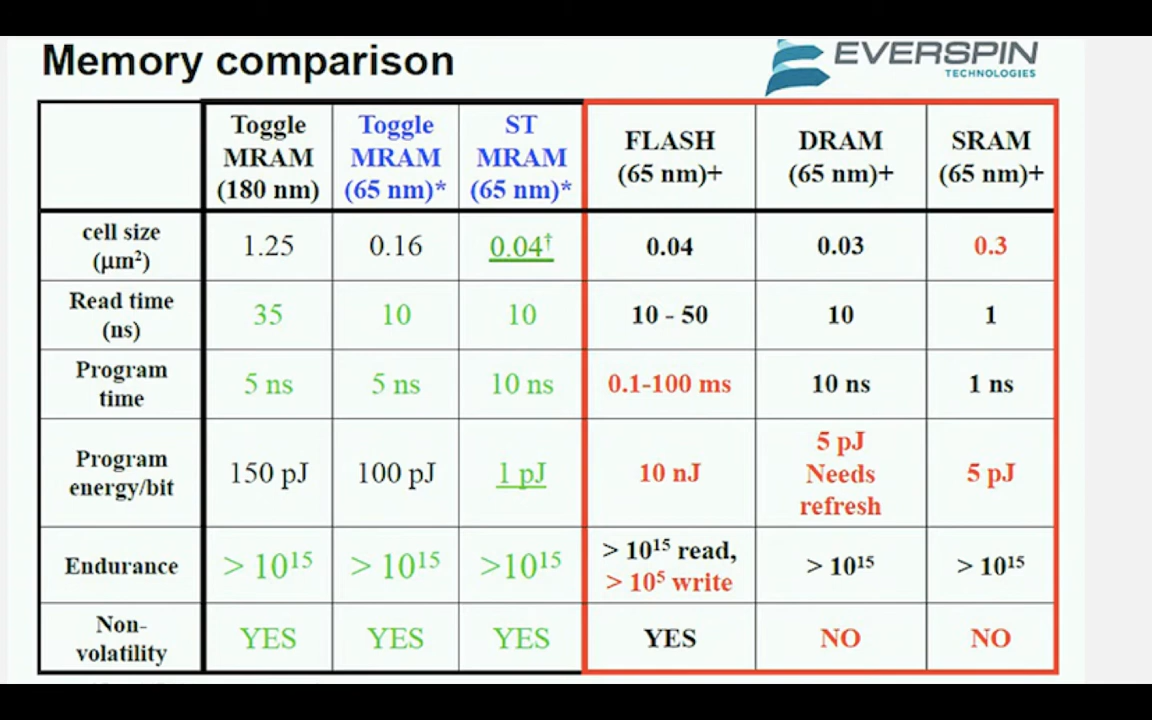 Memory comparison
EVERSPIN
TECHNOLOGIES
Toggle
MRAM
(180 nm)
Toggle
MRAM
(65 nm)*
ST
MRAM
(65 nm)*
FLASH
(65 nm)+
DRAM
(65 nm)+
SRAM
(65 nm)+
cell size
(µm²)
1.25
0.16
0.04†
0.04
0.03
0.3
Read time
(ns)
35
10
10
10 - 50
10
1
Program
time
5 ns
5 ns
10 ns
0.1-100 ms
10 ns
1 ns
Program
energy/bit
150 pJ
100 pJ
1 pJ
10 nJ
5 pJ
Needs
refresh
5 pJ
Endurance
> 10¹⁵
> 10¹⁵
>10¹⁵
> 10¹⁵ read,
> 10⁵ write
> 10¹⁵
> 10¹⁵
Non-
volatility
YES
YES
YES
YES
NO
NO